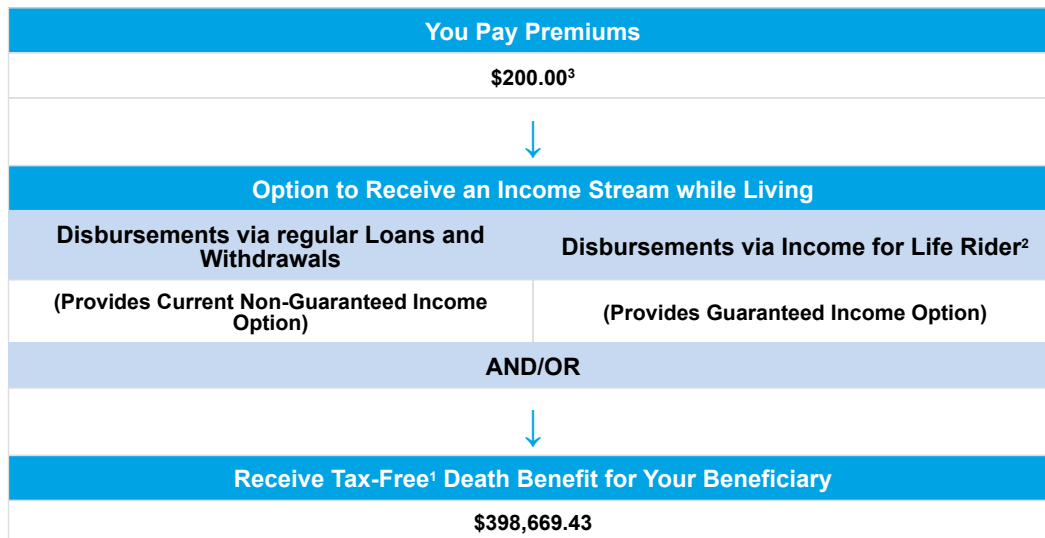 You Pay Premiums
$200.00³
Option to Receive an Income Stream while Living
Disbursements via regular Loans and
Withdrawals
Disbursements via Income for Life Rider²
(Provides Current Non-Guaranteed Income
Option)
(Provides Guaranteed Income Option)
AND/OR
Receive Tax-Free¹ Death Benefit for Your Beneficiary
$398,669.43